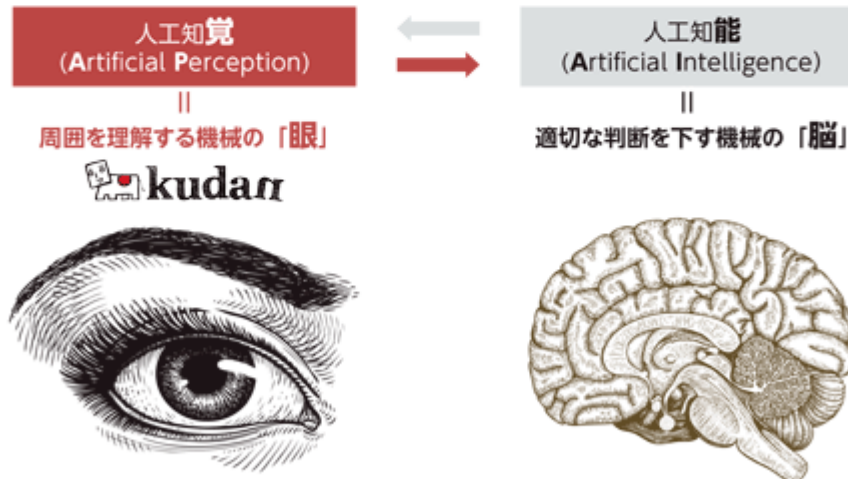 人工知覚
(Artificial Perception)
||
周囲を理解する機械の「眼」
kudan
人工知能
(Artificial Intelligence)
||
適切な判断を下す機械の「脳」